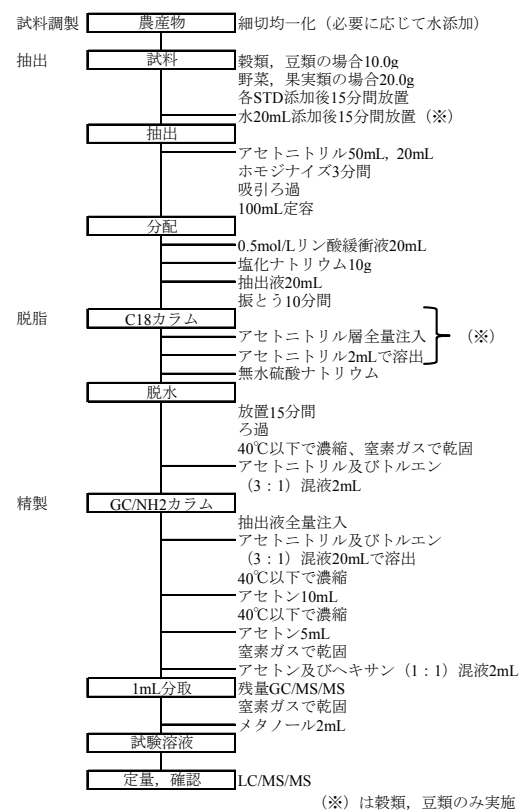 試料調製 農産物 細切均一化（必要に応じて水添加）
抽出 試料 穀類，豆類の場合10.0g
野菜，果実類の場合20.0g
各STD添加後15分間放置
水20mL添加後15分間放置（※）
抽出
アセトニトリル50mL, 20mL
ホモジナイズ3分間
吸引ろ過
100mL定容
分配
0.5mol/Lリン酸緩衝液20mL
塩化ナトリウム10g
抽出液20mL
振とう10分間
脱脂 C18カラム
アセトニトリル層全量注入 （※）
アセトニトリル2mLで溶出
無水硫酸ナトリウム
脱水
放置15分間
ろ過
40℃以下で濃縮、窒素ガスで乾固
アセトニトリル及びトルエン
（3：1）混液2mL
精製 GC/NH2カラム
抽出液全量注入
アセトニトリル及びトルエン
（3：1）混液20mLで溶出
40℃以下で濃縮
アセトン10mL
40℃以下で濃縮
アセトン5mL
窒素ガスで乾固
アセトン及びヘキサン（1：1）混液2mL
1mL分取 残量GC/MS/MS
窒素ガスで乾固
メタノール2mL
試験溶液
定量，確認 LC/MS/MS
（※）は穀類，豆類のみ実施